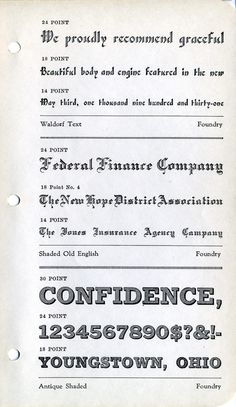 24 POINT
We proudly recommend graceful
18 POINT
Beautiful body and engine featured in the new
14 POINT
May third, one thousand nine hundred and thirty-one
Waldorf Text Foundry
24 POINT
Federal Finance Company
18 POINT No. 4
The New Hope District Association
14 POINT
The Jones Insurance Agency Company
Shaded Old English Foundry
30 POINT
CONFIDENCE,
24 POINT
1234567890$?&!-
18 POINT
YOUNGSTOWN, OHIO
Antique Shaded Foundry